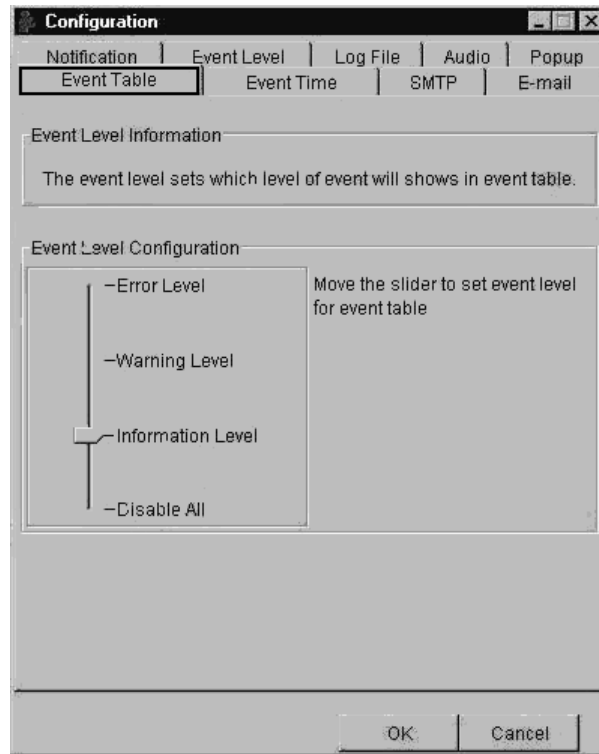 Configuration
Notification Event Level Log File Audio Popup
Event Table Event Time SMTP E-mail
Event Level Information
The event level sets which level of event will shows in event table.
Event Level Configuration
Error Level
Move the slider to set event level
for event table
Warning Level
Information Level
Disable All
OK Cancel